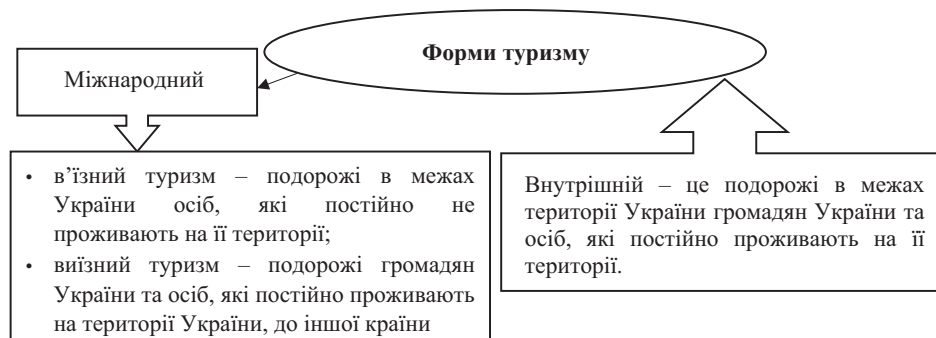 Форми туризму
Міжнародний
• в’їзний туризм – подорожі в межах
України осіб, які постійно не
проживають на її території;
• виїзний туризм – подорожі громадян
України та осіб, які постійно проживають
на території України, до іншої країни
Внутрішній – це подорожі в межах
території України громадян України та
осіб, які постійно проживають на її
території.